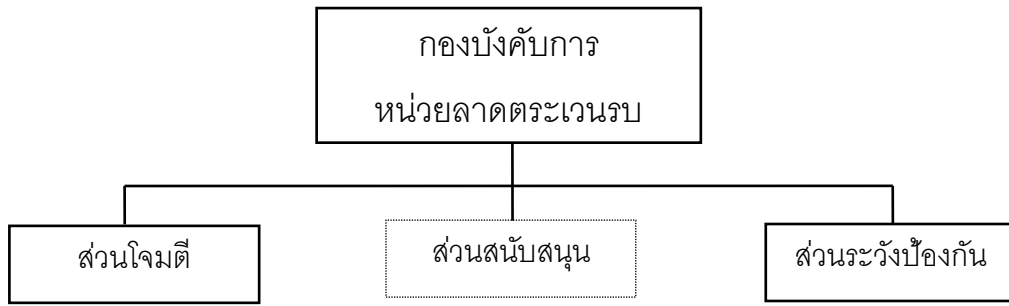 กองบังคับการ
หน่วยลาดตระเวนรบ
ส่วนโจมตี
ส่วนสนับสนุน
ส่วนระวังป้องกัน